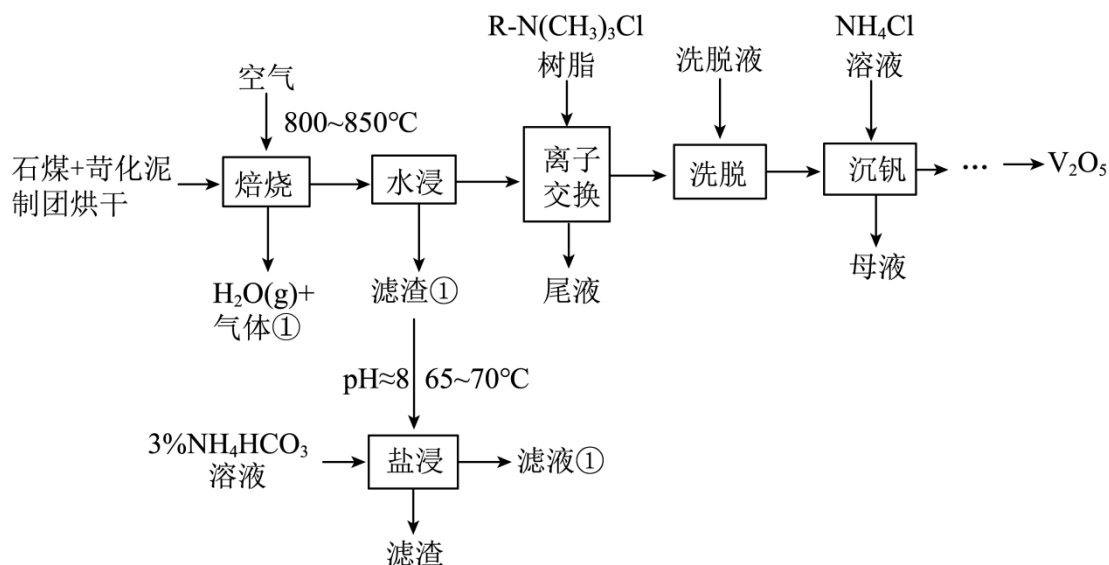 R-N(CH₃)₃Cl
树脂
洗脱液
NH₄Cl
溶液
空气
800~850℃
石煤+苛化泥
制团烘干
焙烧
水浸
离子
交换
洗脱
沉钒
···
V₂O₅
H₂O(g)+
气体①
滤渣①
尾液
母液
pH≈8
65~70℃
3%NH₄HCO₃
溶液
盐浸
滤液①
滤渣